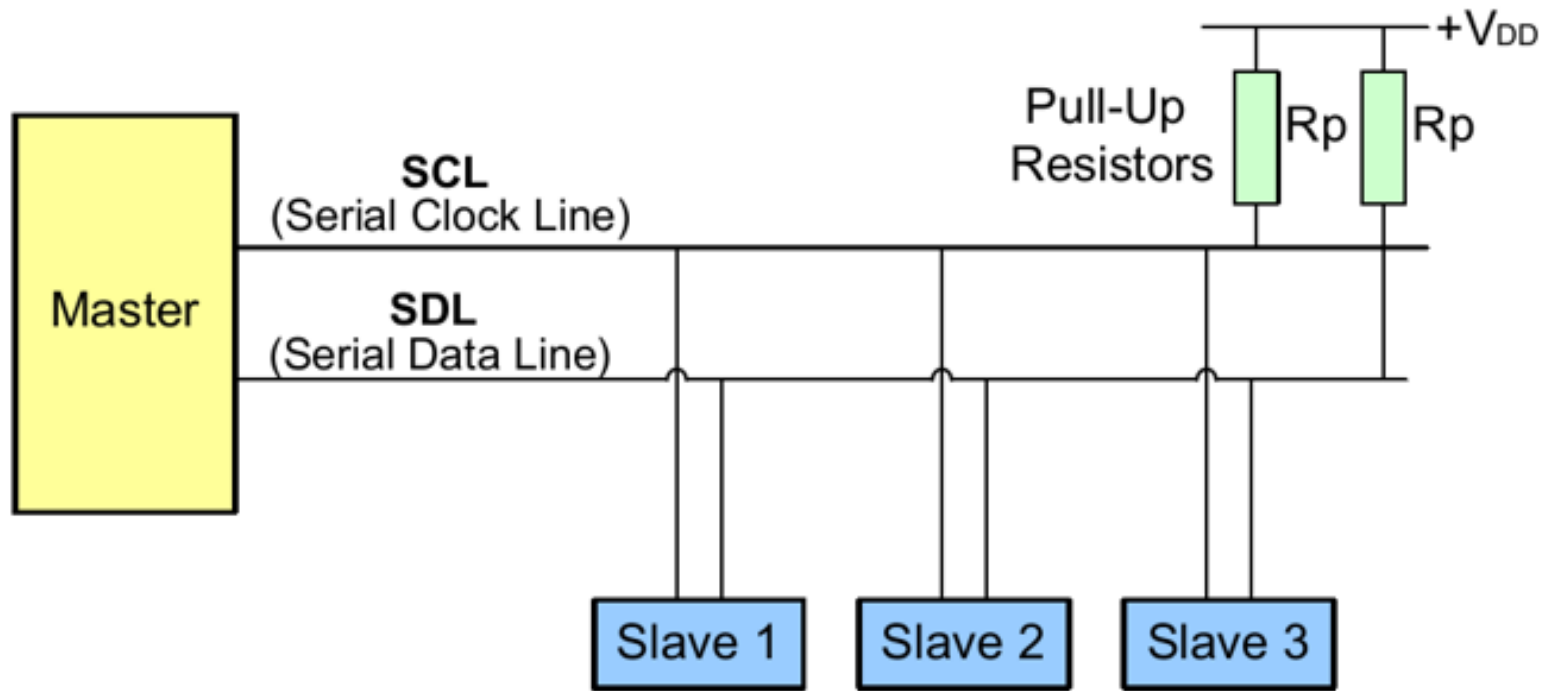 +VDD
Pull-Up
Resistors
Rp
Rp
SCL
(Serial Clock Line)
Master
SDL
(Serial Data Line)
Slave 1
Slave 2
Slave 3